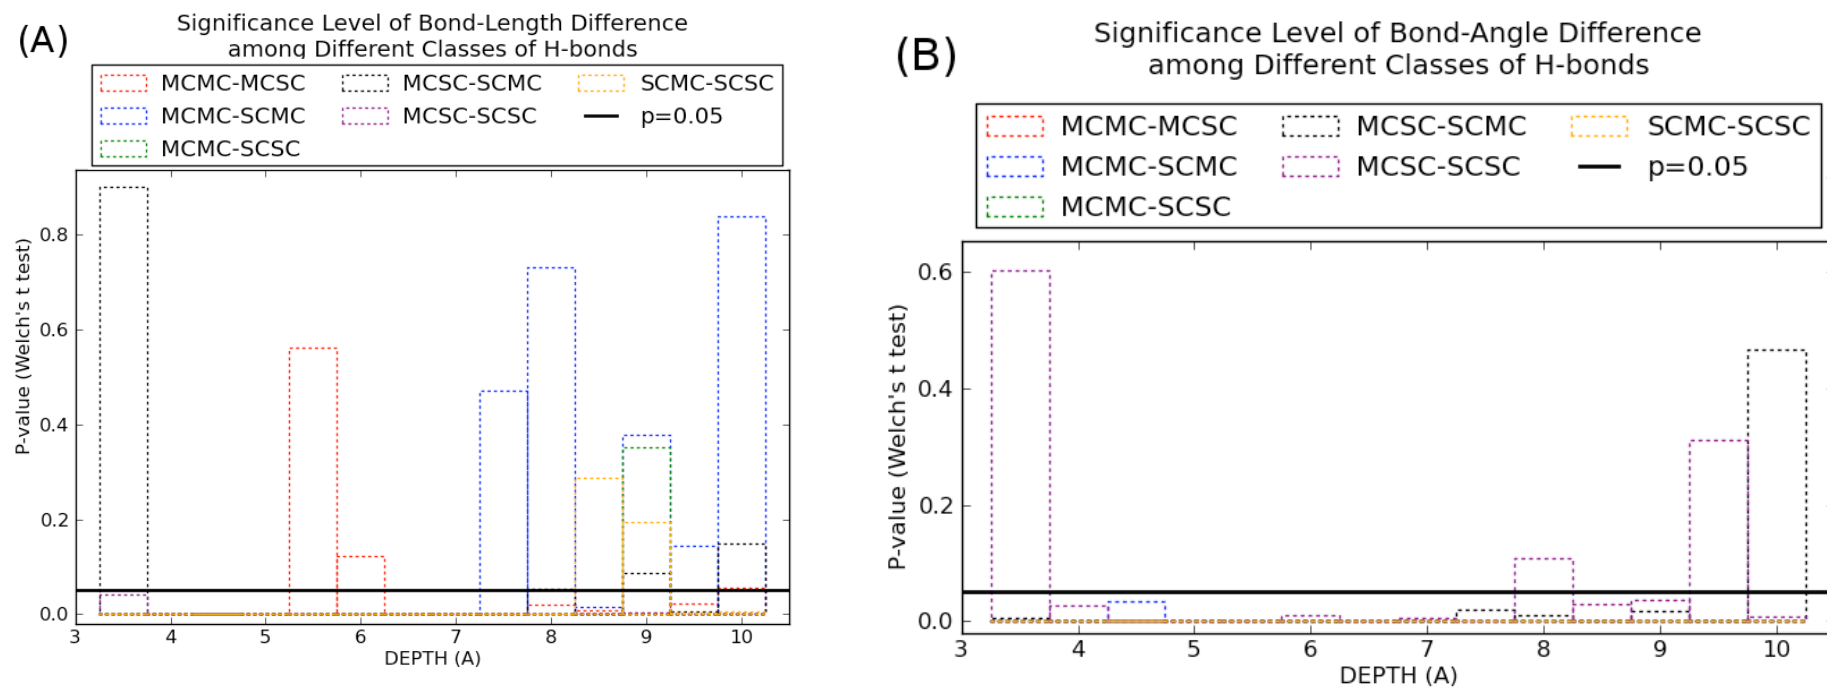 (A)
Significance Level of Bond-Length Difference
among Different Classes of H-bonds
MCMC-MCSC
MCSC-SCMC
SCMC-SCSC
MCMC-SCMC
MCSC-SCSC
p=0.05
MCMC-SCSC
P-value (Welch's t test)
0.8
0.6
0.4
0.2
0.0
3 4 5 6 7 8 9 10
DEPTH (A)
(B)
Significance Level of Bond-Angle Difference
among Different Classes of H-bonds
MCMC-MCSC
MCSC-SCMC
SCMC-SCSC
MCMC-SCMC
MCSC-SCSC
p=0.05
MCMC-SCSC
P-value (Welch's t test)
0.6
0.4
0.2
0.0
3 4 5 6 7 8 9 10
DEPTH (A)